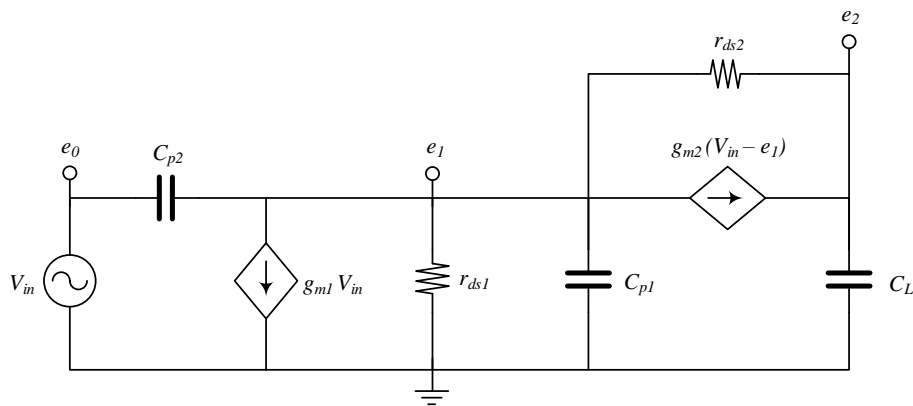 e2
rds2
e0
Cp2
e1
gm2 (Vin – e1)
Vin
gm1 Vin
rds1
Cp1
CL